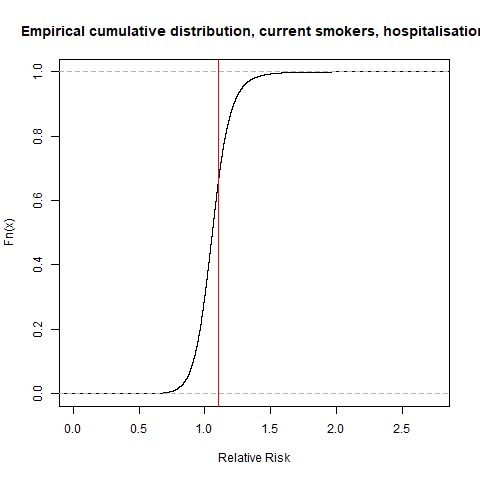 Empirical cumulative distribution, current smokers, hospitalisation
1.0
0.8
0.6
0.4
0.2
0.0
Fn(x)
0.0 0.5 1.0 1.5 2.0 2.5
Relative Risk